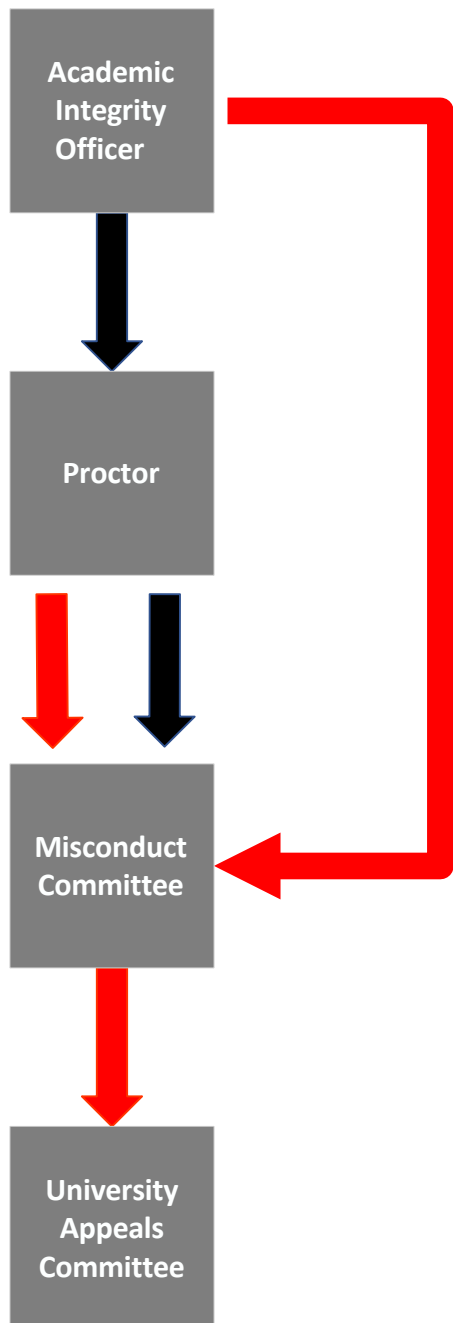 Academic
Integrity
Officer
Proctor
Misconduct
Committee
University
Appeals
Committee